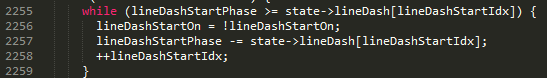 2255 while (lineDashStartPhase >= state->lineDash[lineDashStartIdx]) {
2256 lineDashStartOn = !lineDashStartOn;
2257 lineDashStartPhase -= state->lineDash[lineDashStartIdx];
2258 ++lineDashStartIdx;
2259 }